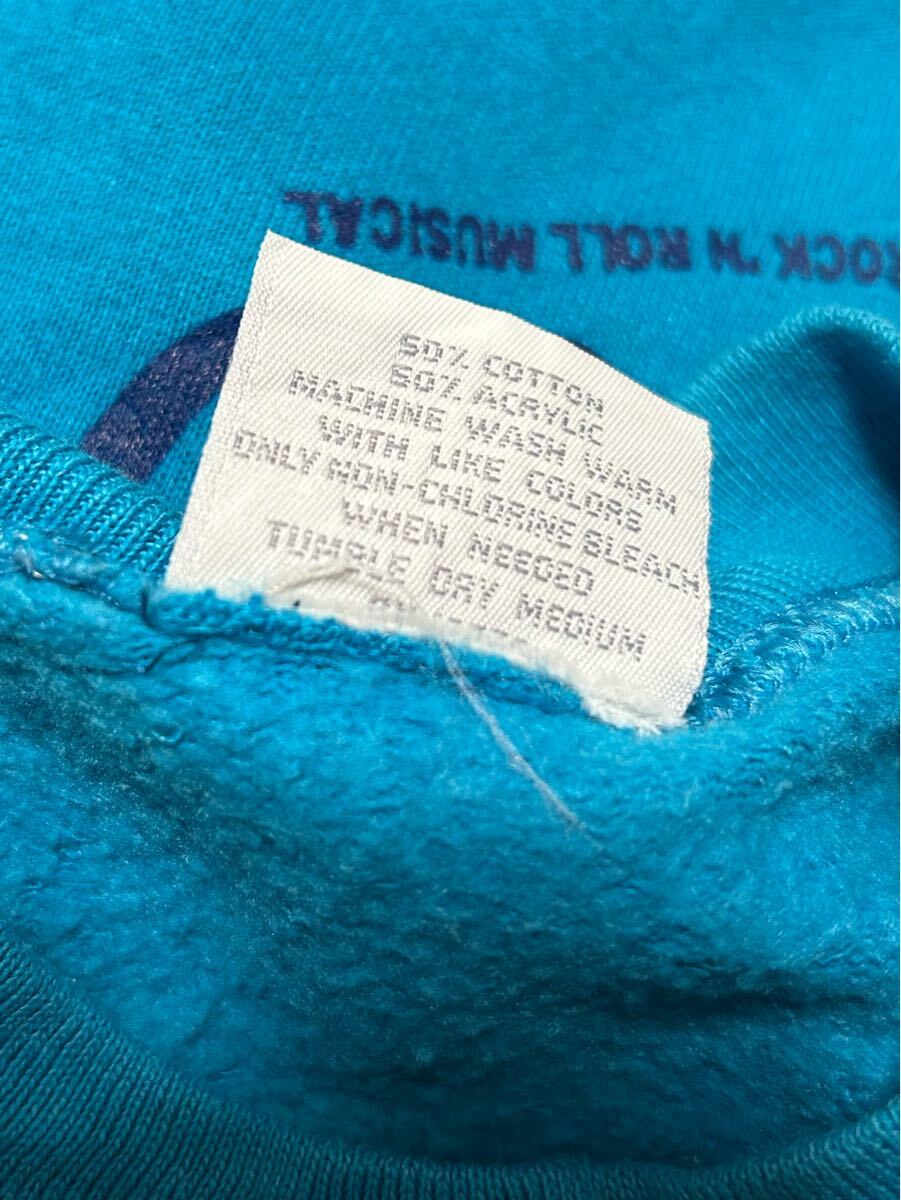 ROCK 'N ROLL MUSICAL
50% COTTON
50% ACRYLIC
MACHINE WASH WARM
WITH LIKE COLORS
ONLY NON-CHLORINE BLEACH
WHEN NEEDED
TUMBLE DRY MEDIUM